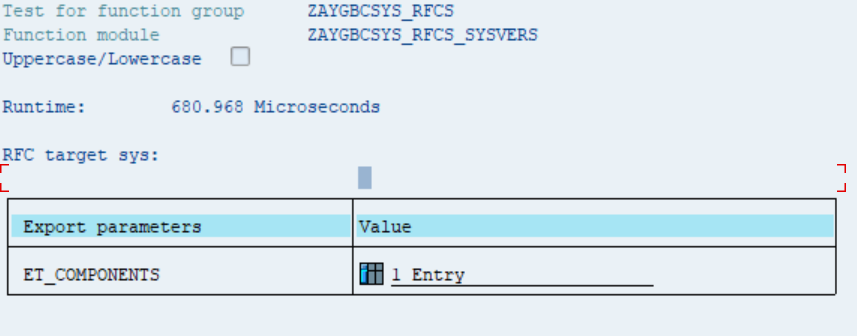 Test for function group ZAYGBCSYS_RFCS
Function module ZAYGBCSYS_RFCS_SYSVERS
Uppercase/Lowercase
Runtime: 680.968 Microseconds
RFC target sys:
Export parameters Value
ET_COMPONENTS 1 Entry